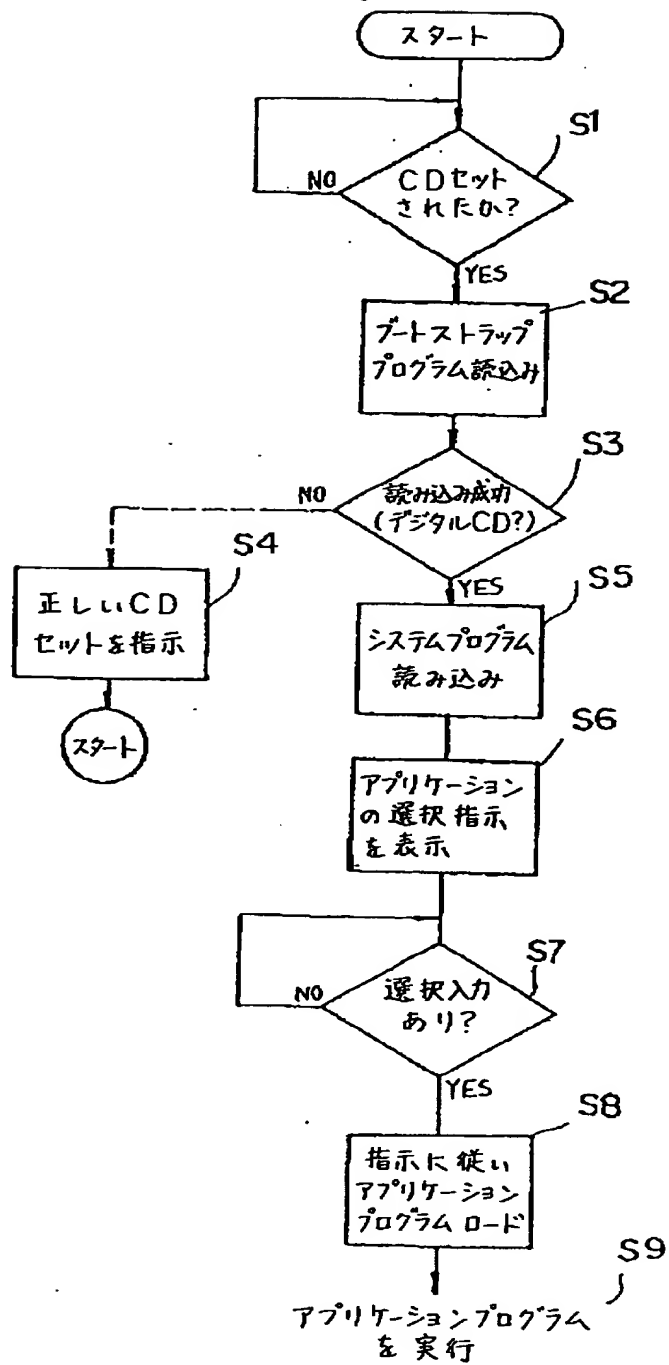 スタート
S1
NO
CDセット
されたか?
YES
S2
ブートストラップ
プログラム読込み
S3
NO
読み込み成功
(デジタルCD?)
YES
S4
正しいCD
セットを指示
スタート
S5
システムプログラム
読み込み
S6
アプリケーション
の選択指示
を表示
S7
NO
選択入力
あり?
YES
S8
指示に従い
アプリケーション
プログラムロード
S9
アプリケーションプログラム
を実行